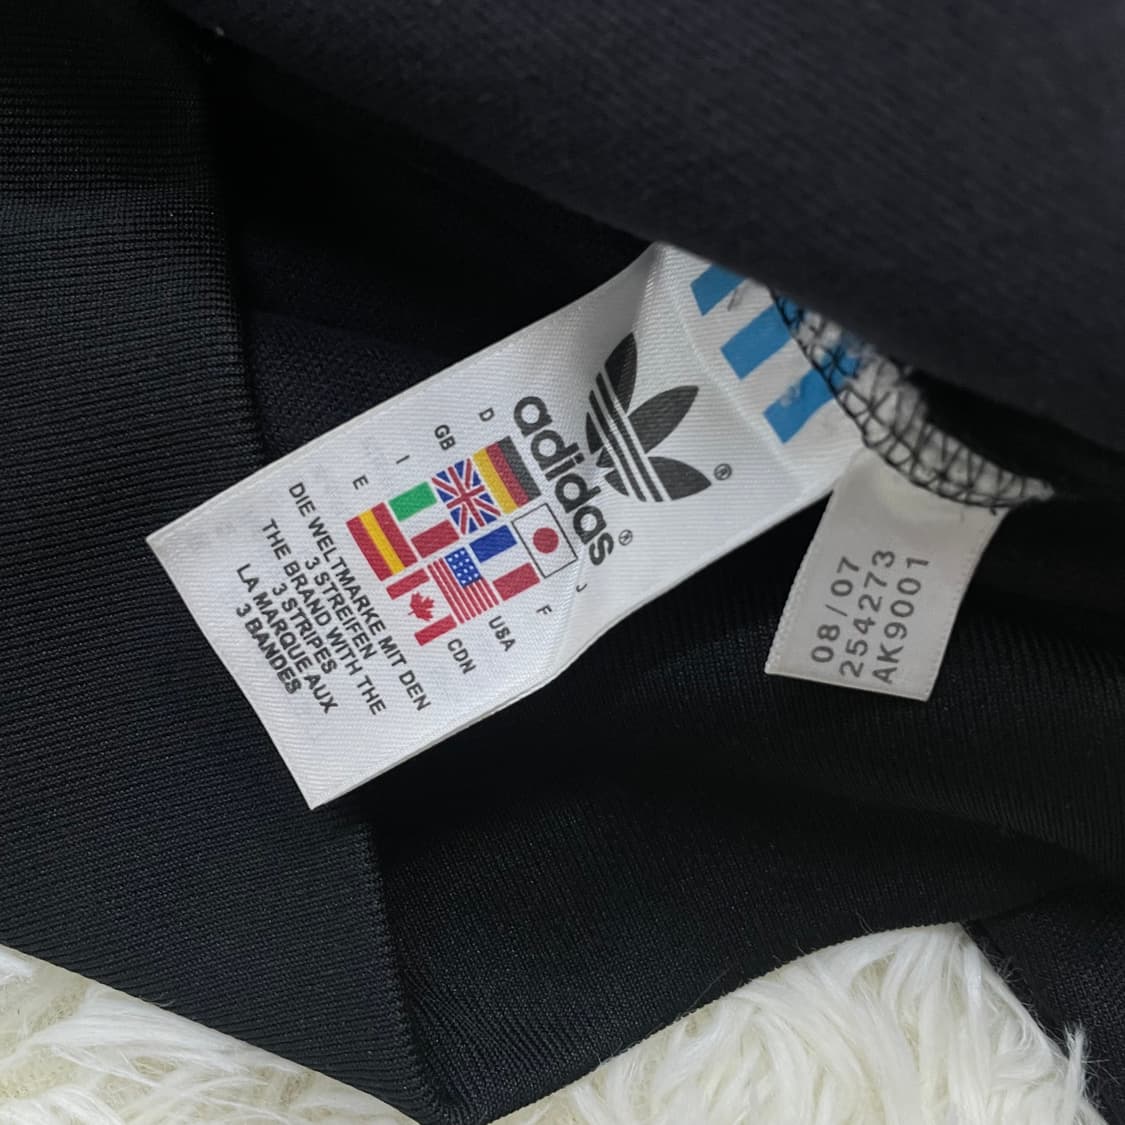 ®
adidas®
D
J
GB
F
I
USA
E
CDN
DIE WELTMARKE MIT DEN
3 STREIFEN
THE BRAND WITH THE
3 STRIPES
LA MARQUE AUX
3 BANDES
08/07
254273
AK9001